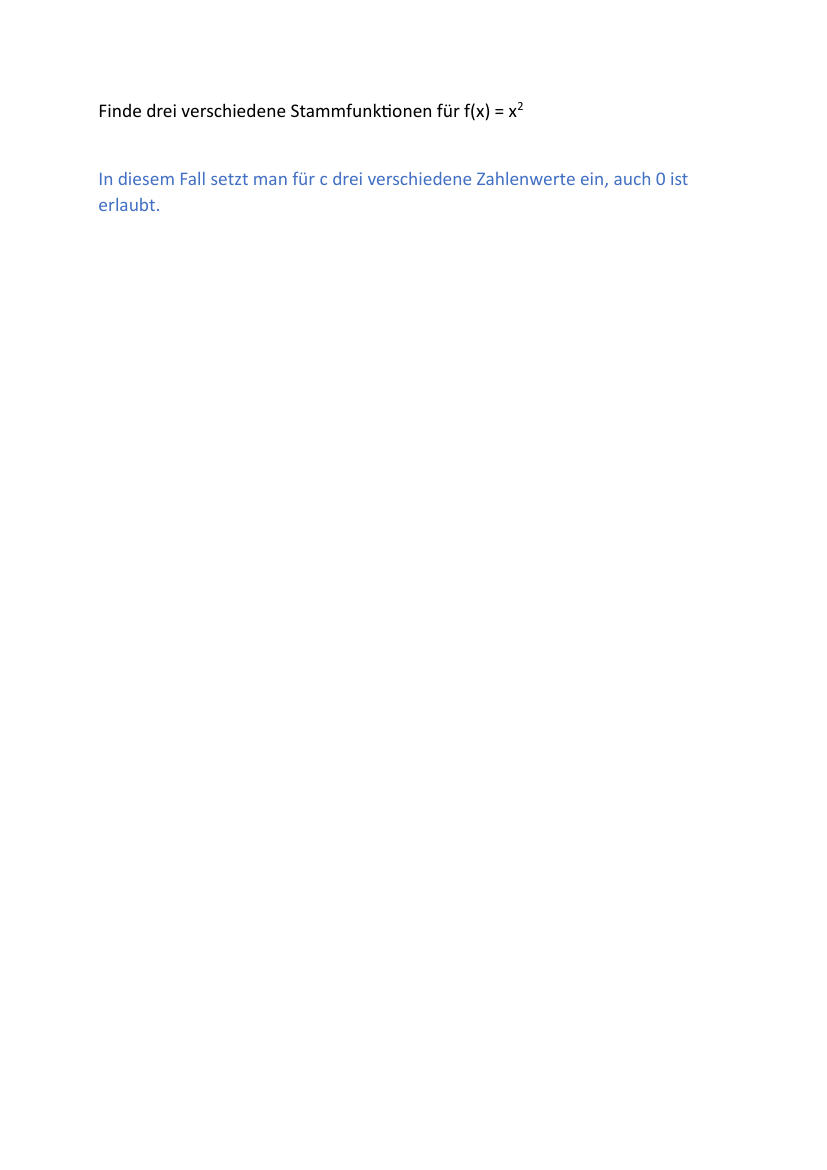 Finde drei verschiedene Stammfunktionen für f(x) = x²
In diesem Fall setzt man für c drei verschiedene Zahlenwerte ein, auch 0 ist
erlaubt.